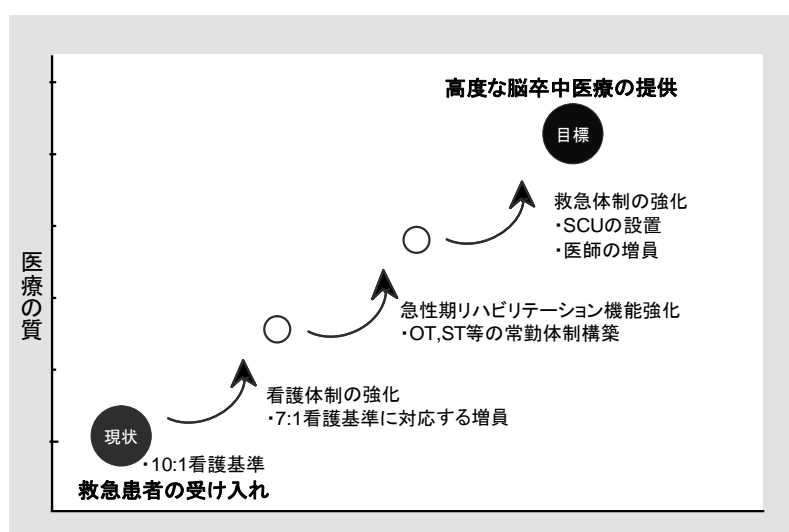 高度な脳卒中医療の提供
目標
救急体制の強化
・SCUの設置
・医師の増員
急性期リハビリテーション機能強化
・OT,ST等の常勤体制構築
看護体制の強化
・7:1看護基準に対応する増員
現状
・10:1看護基準
救急患者の受け入れ
医療の質